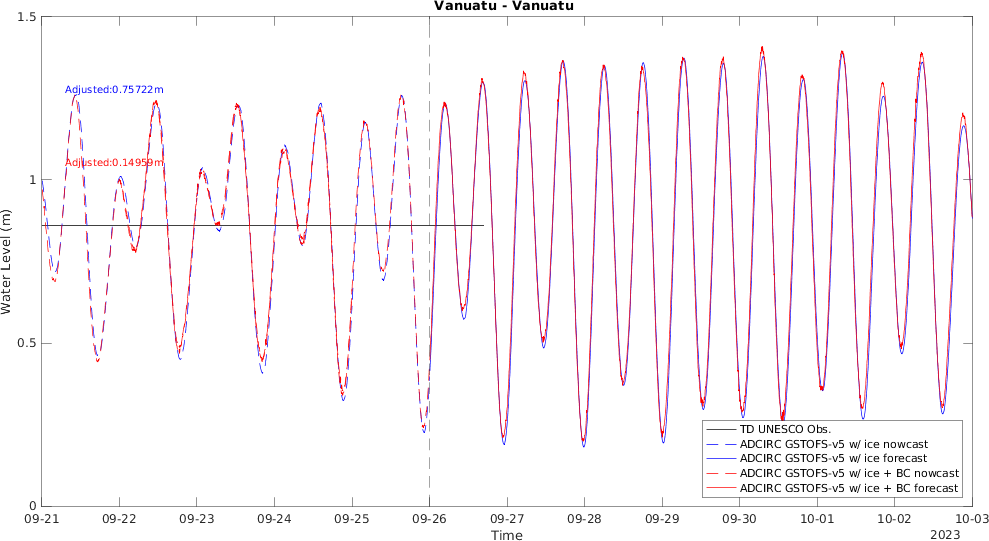 Vanuatu - Vanuatu
1.5
Adjusted:0.75722m
Adjusted:0.14959m
1
Water Level (m)
0.5
TD UNESCO Obs.
ADCIRC GSTOFS-v5 w/ ice nowcast
ADCIRC GSTOFS-v5 w/ ice forecast
ADCIRC GSTOFS-v5 w/ ice + BC nowcast
ADCIRC GSTOFS-v5 w/ ice + BC forecast
0
09-21 09-22 09-23 09-24 09-25 09-26 09-27 09-28 09-29 09-30 10-01 10-02 10-03
Time
2023